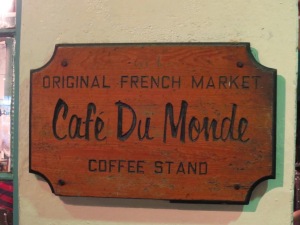 ORIGINAL FRENCH MARKET
Café Du Monde
COFFEE STAND